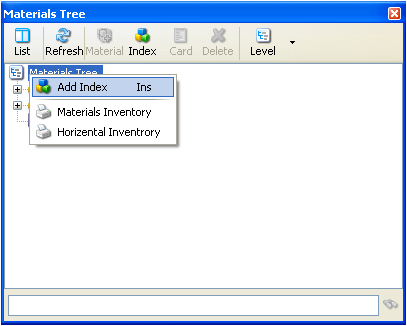 Materials Tree
List Refresh Material Index Card Delete Level
Materials Tree
Add Index Ins
Materials Inventory
Horizental Inventrory